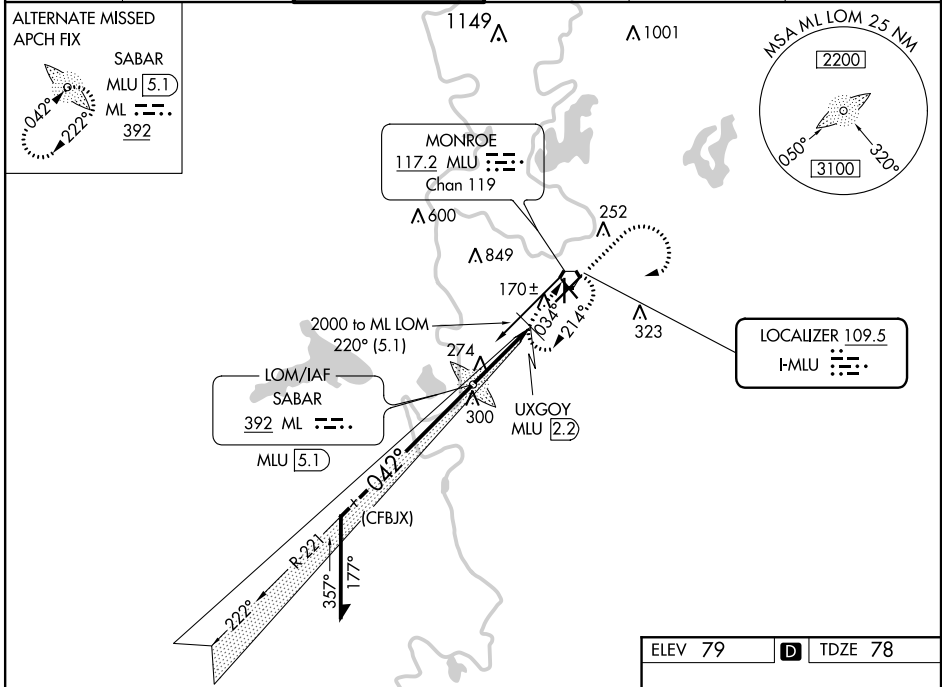 ALTERNATE MISSED
APCH FIX
SABAR
MLU 5.1
ML
392
042°
222°
1149
1001
MSA ML LOM 25 NM
2200
050°
320°
3100
MONROE
117.2 MLU
Chan 119
600
849
252
170±
034°
214°
323
2000 to ML LOM
220° (5.1)
274
LOCALIZER 109.5
I-MLU
LOM/IAF
SABAR
392 ML
MLU 5.1
300
UXGOY
MLU 2.2
042°
(CFBJX)
R-221
357°
177°
222°
ELEV 79
D
TDZE 78